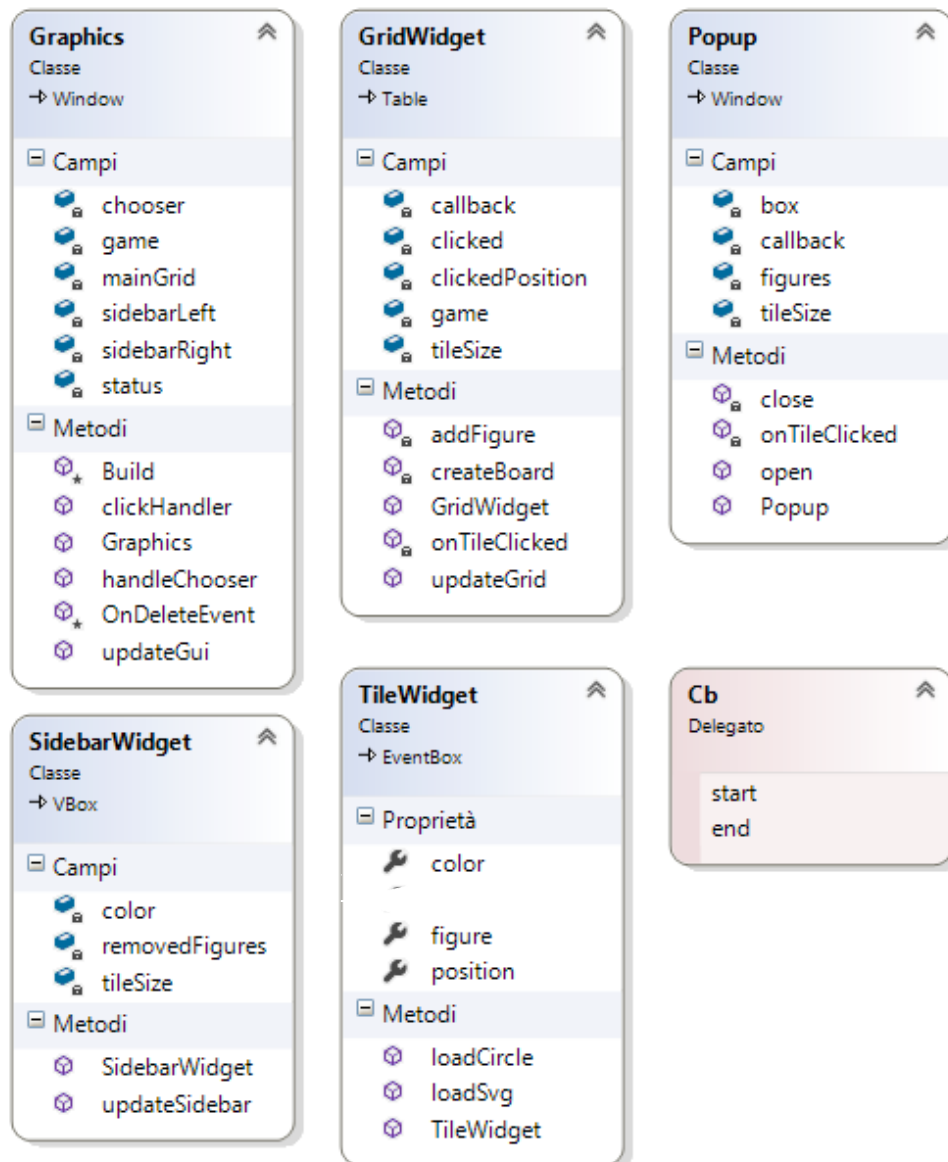 Graphics
Classe
Window
Campi
chooser
game
mainGrid
sidebarLeft
sidebarRight
status
Metodi
Build
clickHandler
Graphics
handleChooser
OnDeleteEvent
updateGui
GridWidget
Classe
Table
Campi
callback
clicked
clickedPosition
game
tileSize
Metodi
addFigure
createBoard
GridWidget
onTileClicked
updateGrid
Popup
Classe
Window
Campi
box
callback
figures
tileSize
Metodi
close
onTileClicked
open
Popup
SidebarWidget
Classe
VBox
Campi
color
removedFigures
tileSize
Metodi
SidebarWidget
updateSidebar
TileWidget
Classe
EventBox
Proprietà
color
figure
position
Metodi
loadCircle
loadSvg
TileWidget
Cb
Delegato
start
end